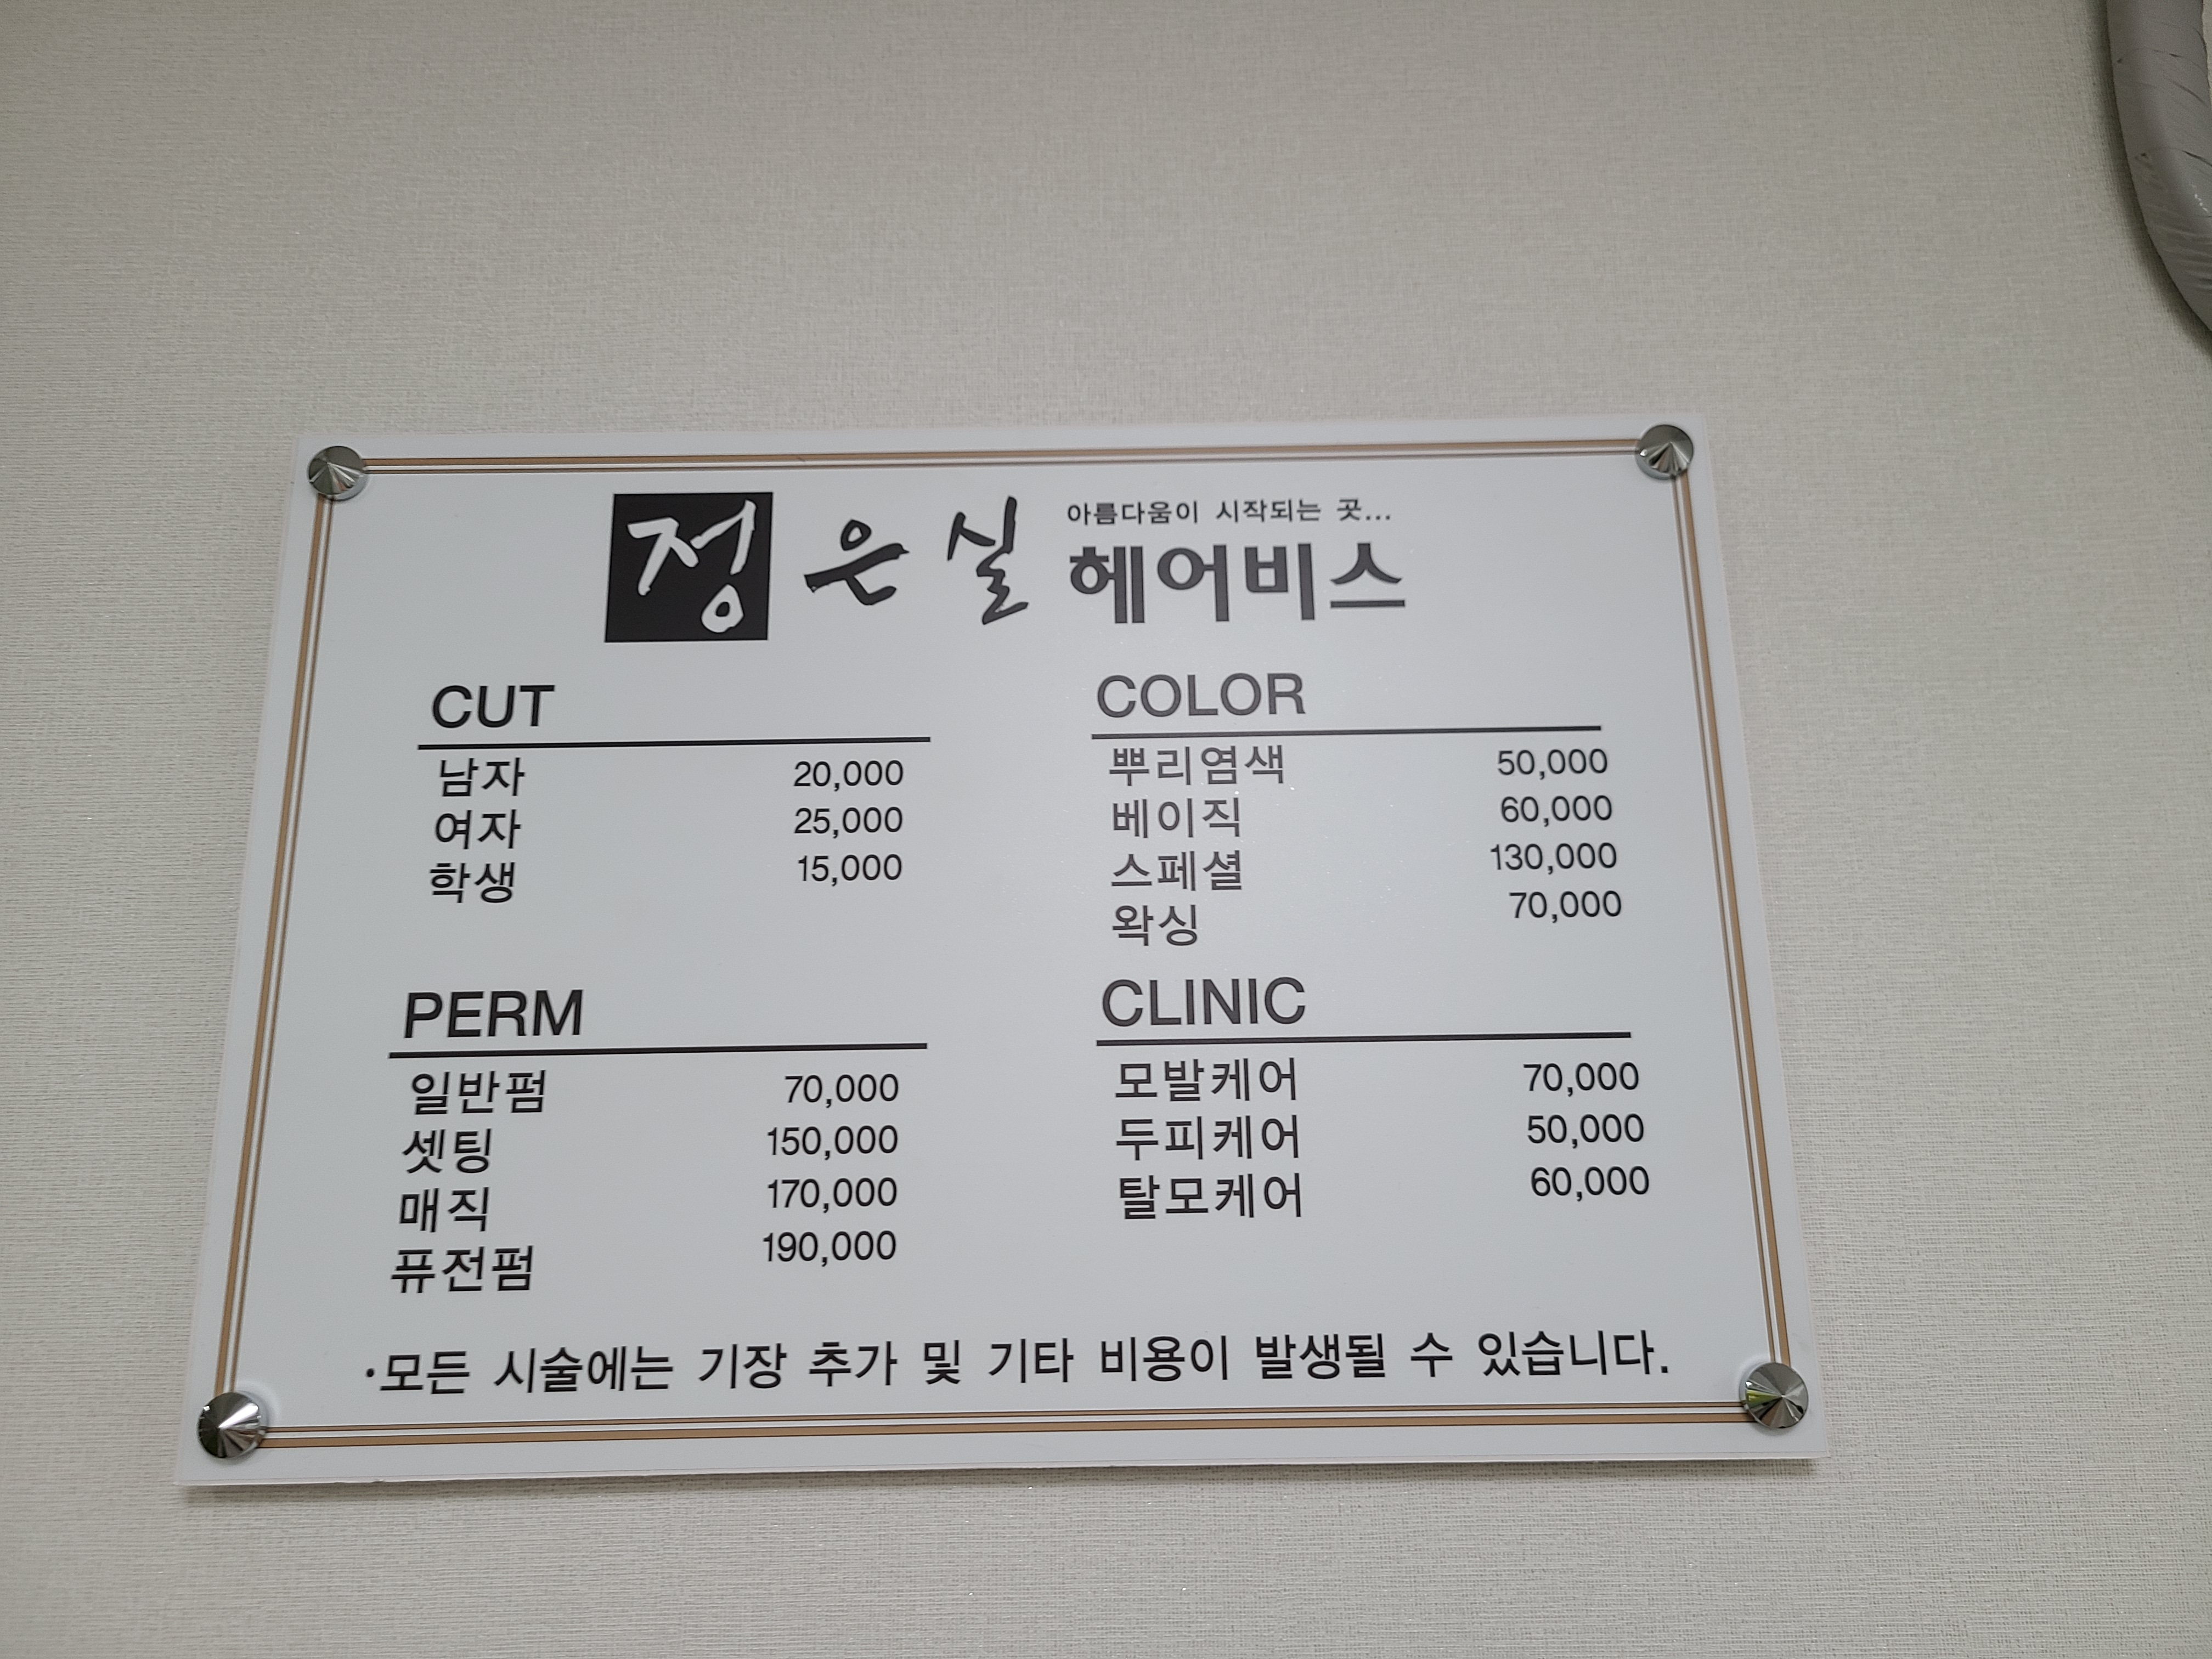 아름다움이 시작되는 곳...
정은실 헤어비스
CUT
남자 20,000
여자 25,000
학생 15,000
COLOR
뿌리염색 50,000
베이직 60,000
스페셜 130,000
왁싱 70,000
PERM
일반펌 70,000
셋팅 150,000
매직 170,000
퓨전펌 190,000
CLINIC
모발케어 70,000
두피케어 50,000
탈모케어 60,000
·모든 시술에는 기장 추가 및 기타 비용이 발생될 수 있습니다.